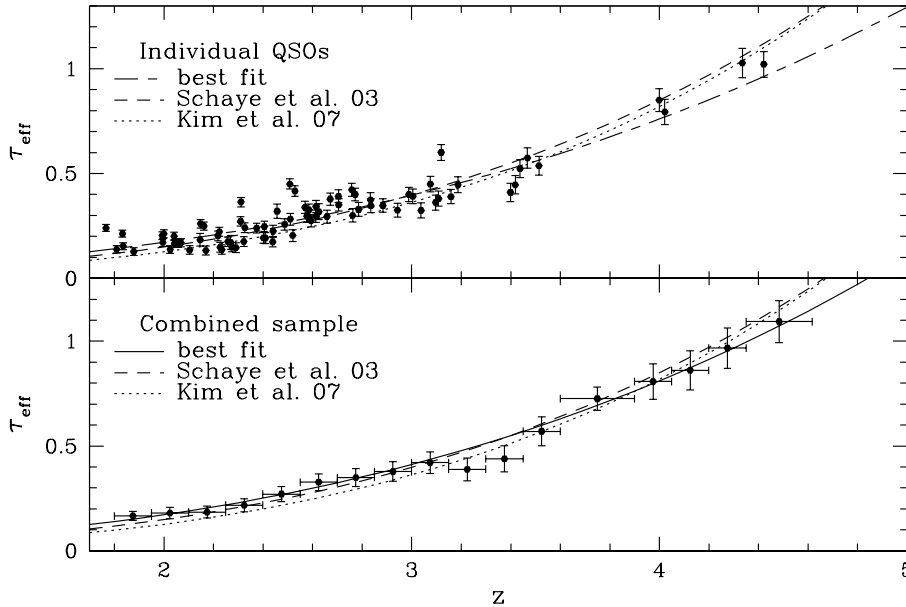 Individual QSOs
best fit
Schaye et al. 03
Kim et al. 07
1
0.5
0
τeff
Combined sample
best fit
Schaye et al. 03
Kim et al. 07
1
0.5
0
τeff
2
3
4
5
z